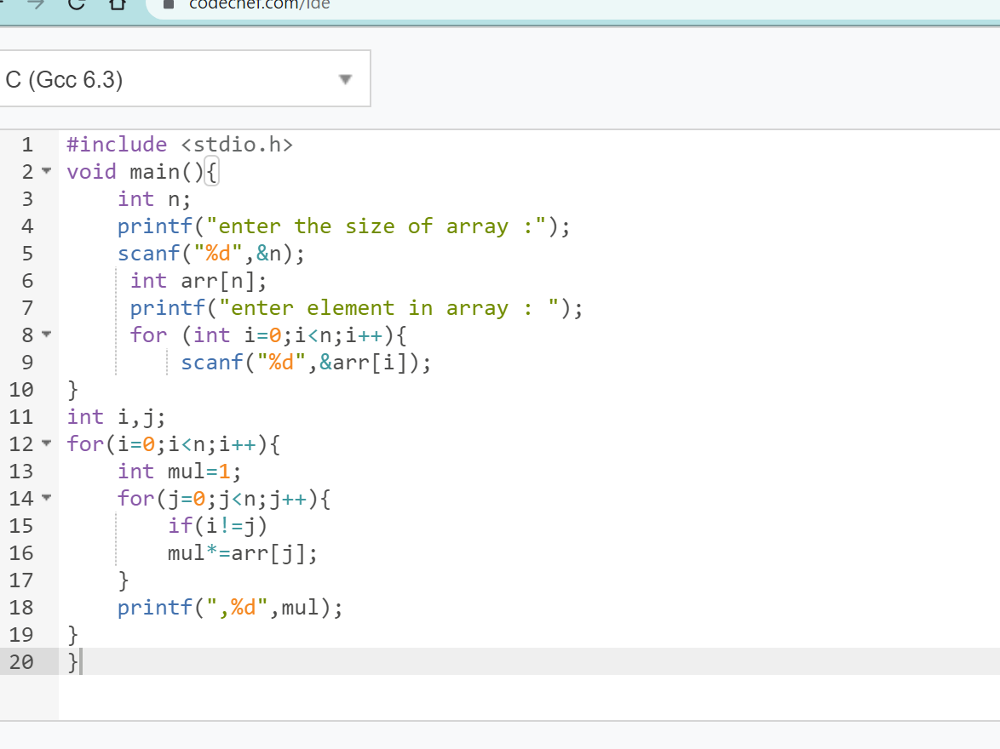 codechef.com/ide
C (Gcc 6.3)
1 #include <stdio.h>
2 void main(){
3 int n;
4 printf("enter the size of array :");
5 scanf("%d",&n);
6 int arr[n];
7 printf("enter element in array : ");
8 for (int i=0;i<n;i++){
9 scanf("%d",&arr[i]);
10 }
11 int i,j;
12 for(i=0;i<n;i++){
13 int mul=1;
14 for(j=0;j<n;j++){
15 if(i!=j)
16 mul*=arr[j];
17 }
18 printf(",%d",mul);
19 }
20 }